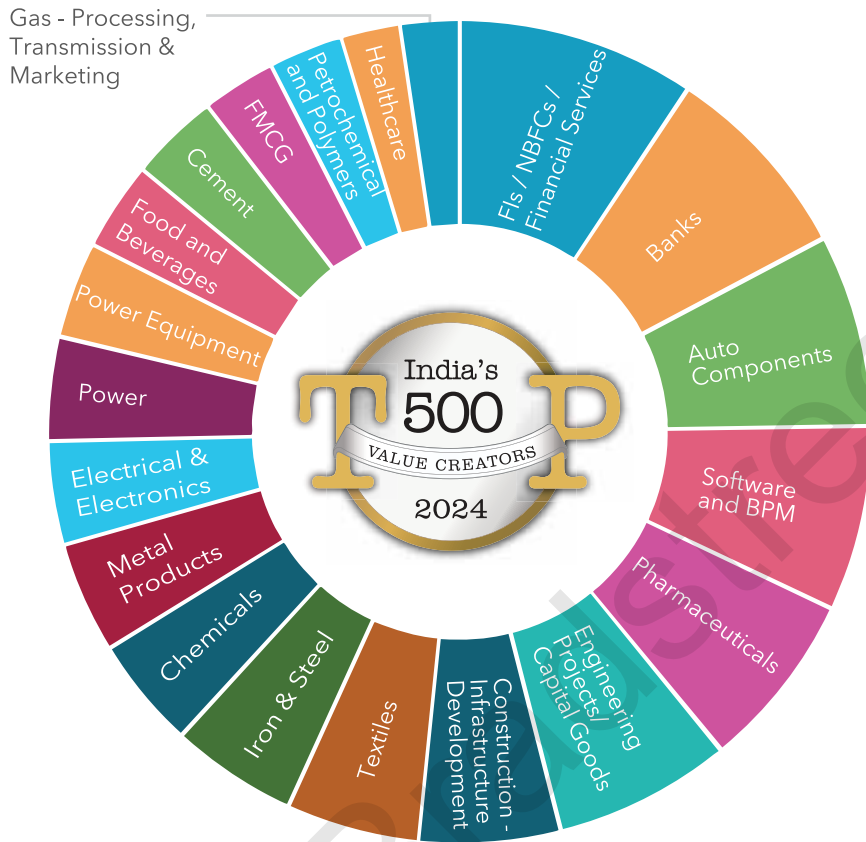 Gas - Processing,
Transmission &
Marketing
FIs / NBFCs /
Financial Services
Banks
Auto
Components
Software
and BPM
Pharmaceuticals
Engineering
Projects/
Capital Goods
Construction -
Infrastructure
Development
Textiles
Iron & Steel
Chemicals
Metal
Products
Electrical &
Electronics
Power
Power Equipment
Food and
Beverages
Cement
FMCG
Petrochemical
and Polymers
Healthcare
India's
TOP
500
VALUE CREATORS
2024